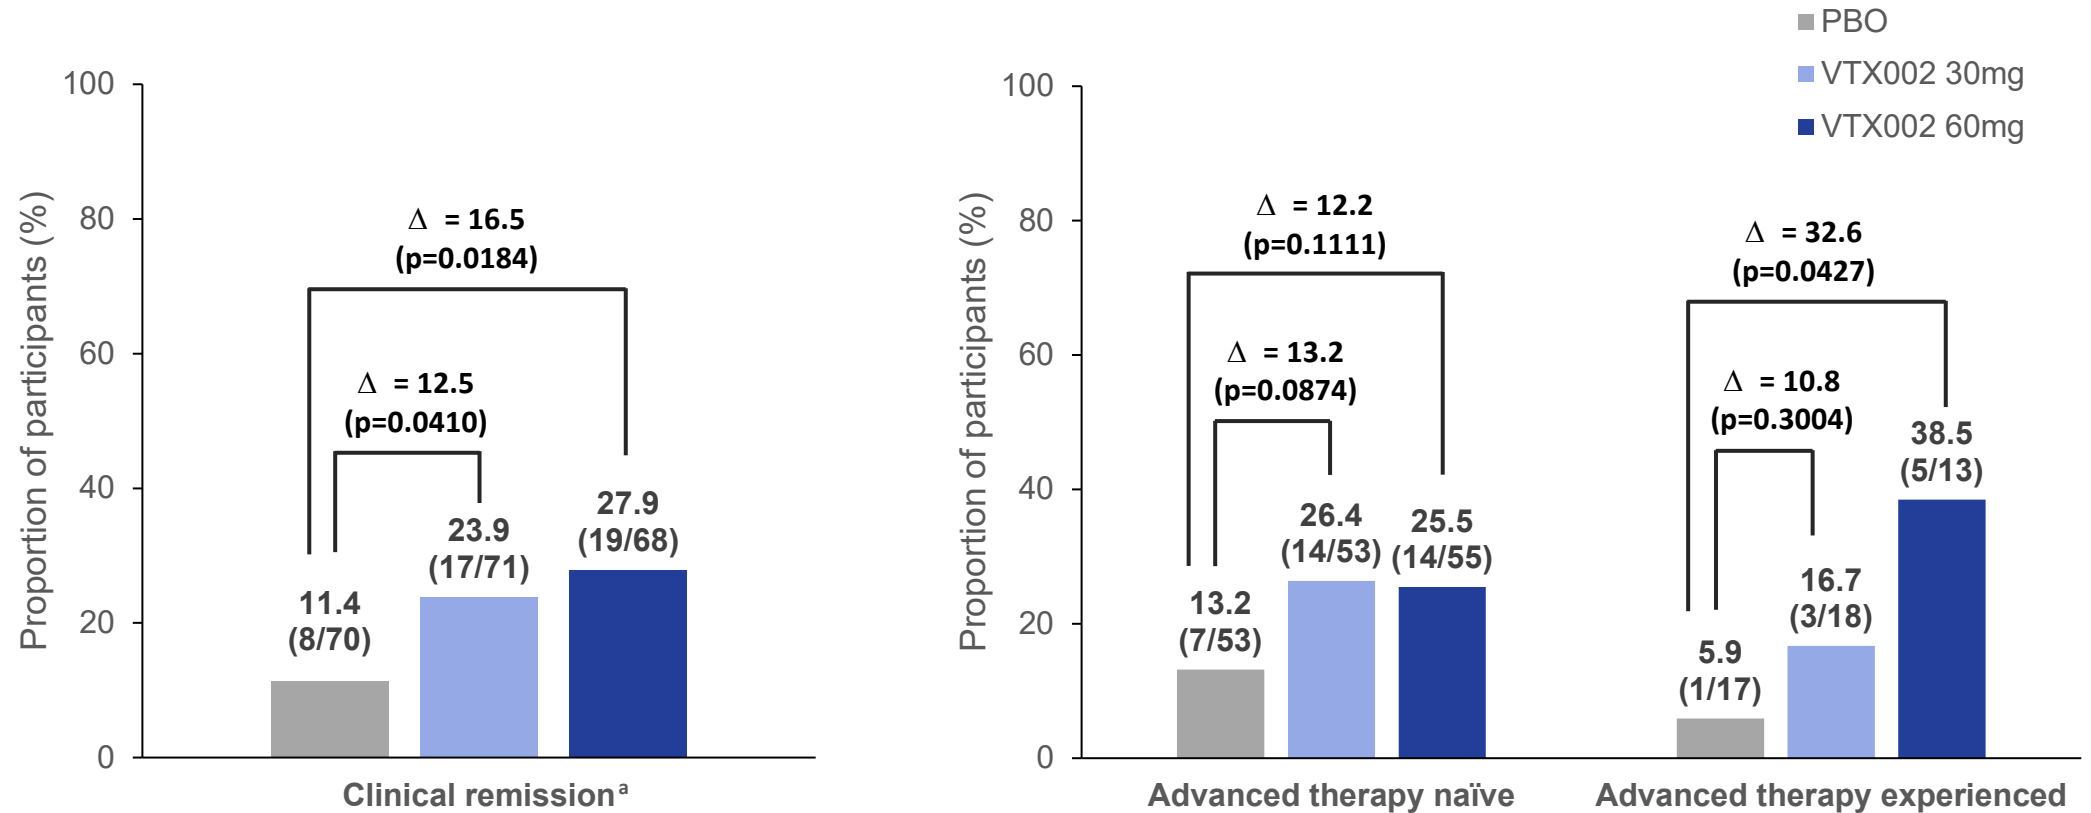 PBO
VTX002 30mg
VTX002 60mg
Proportion of participants (%)
100
80
60
40
20
0
Δ = 16.5
(p=0.0184)
Δ = 12.5
(p=0.0410)
11.4
(8/70)
23.9
(17/71)
27.9
(19/68)
Clinical remissionᵃ
Proportion of participants (%)
100
80
60
40
20
0
Δ = 12.2
(p=0.1111)
Δ = 13.2
(p=0.0874)
13.2
(7/53)
26.4
(14/53)
25.5
(14/55)
Advanced therapy naïve
Δ = 32.6
(p=0.0427)
Δ = 10.8
(p=0.3004)
5.9
(1/17)
16.7
(3/18)
38.5
(5/13)
Advanced therapy experienced